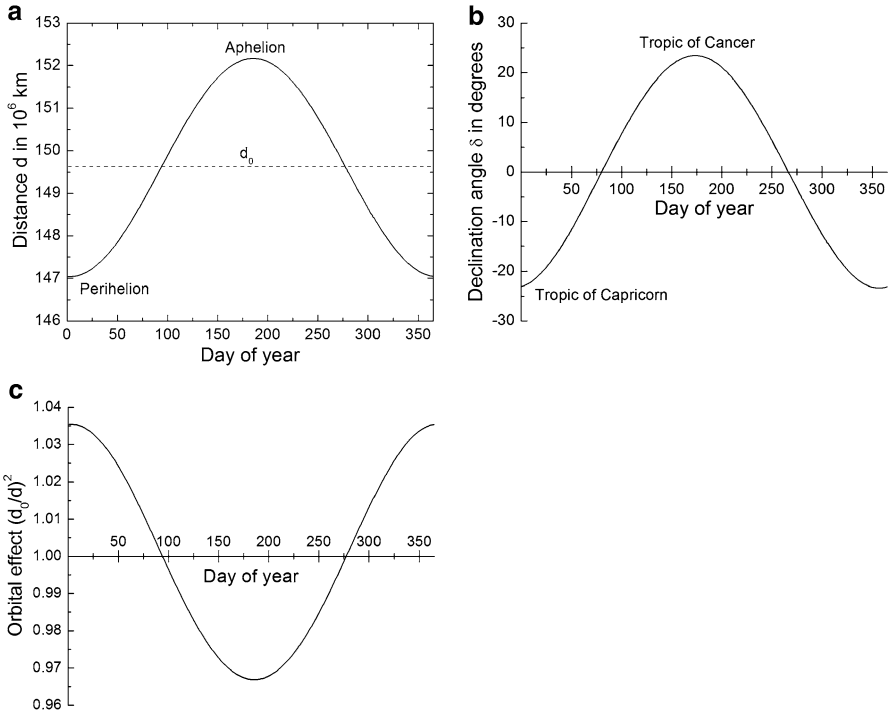 a
153
152
151
150
149
148
147
146
Distance d in 10⁶ km
Aphelion
d₀
Perihelion
0 50 100 150 200 250 300 350
Day of year
b
30
20
10
0
-10
-20
-30
Declination angle δ in degrees
Tropic of Cancer
50 100 150 200 250 300 350
Day of year
Tropic of Capricorn
c
1.04
1.03
1.02
1.01
1.00
0.99
0.98
0.97
0.96
Orbital effect (d₀/d)²
50 100 150 200 250 300 350
Day of year